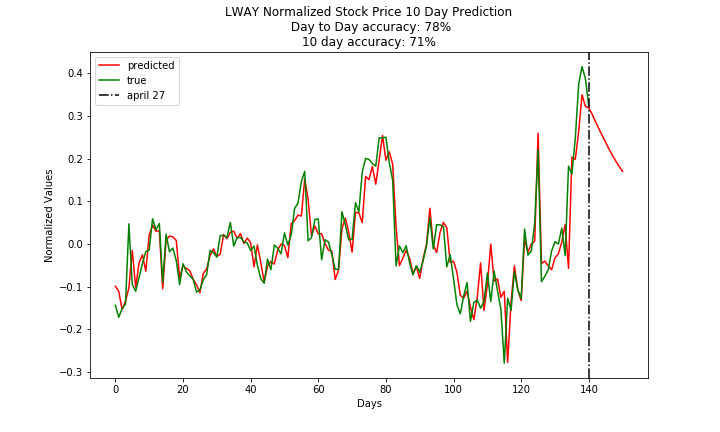 LWAY Normalized Stock Price 10 Day Prediction
Day to Day accuracy: 78%
10 day accuracy: 71%
predicted
true
april 27
Normalized Values
0.4
0.3
0.2
0.1
0.0
−0.1
−0.2
−0.3
0 20 40 60 80 100 120 140
Days